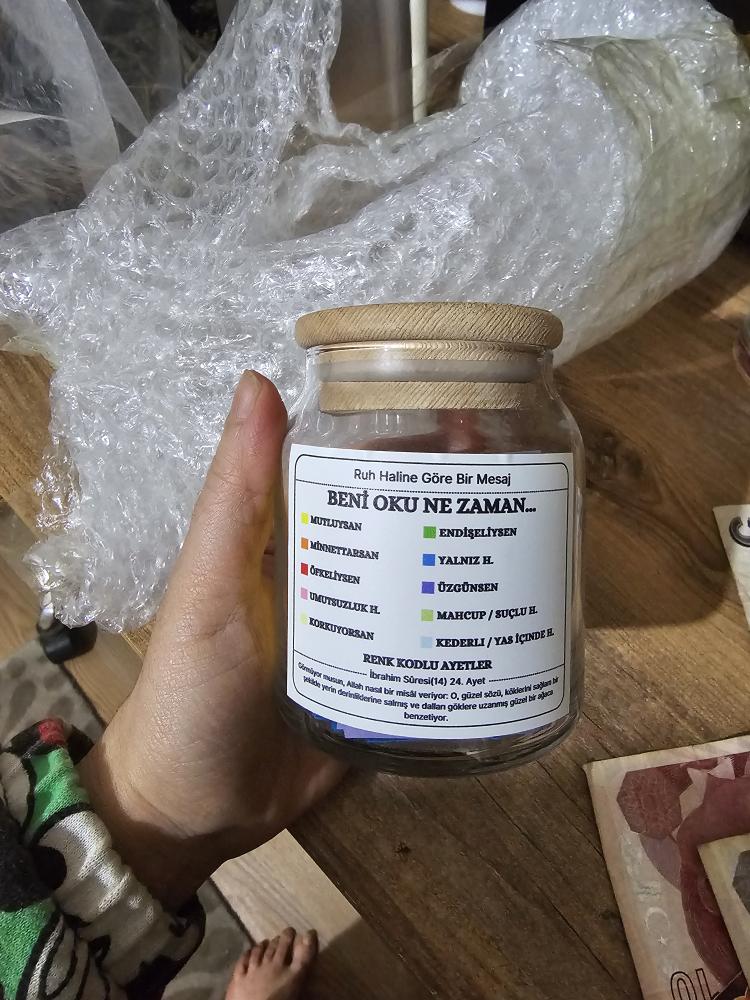 Ruh Haline Göre Bir Mesaj
BENİ OKU NE ZAMAN...
MUTLUYSAN
MİNNETTARSAN
ÖFKELİYSEN
UMUTSUZLUK H.
KORKUYORSAN
ENDİŞELİYSEN
YALNIZ H.
ÜZGÜNSEN
MAHCUP / SUÇLU H.
KEDERLİ / YAS İÇINDE H.
RENK KODLU AYETLER
İbrahim Sûresi(14) 24. Ayet
Görmüyor musun, Allah nasıl bir misâl veriyor: O, güzel sözü, köklerini sağlam bir
şekilde yerin derinliklerine salmış ve dalları göklere uzanmış güzel bir ağaca
benzetiyor.
10